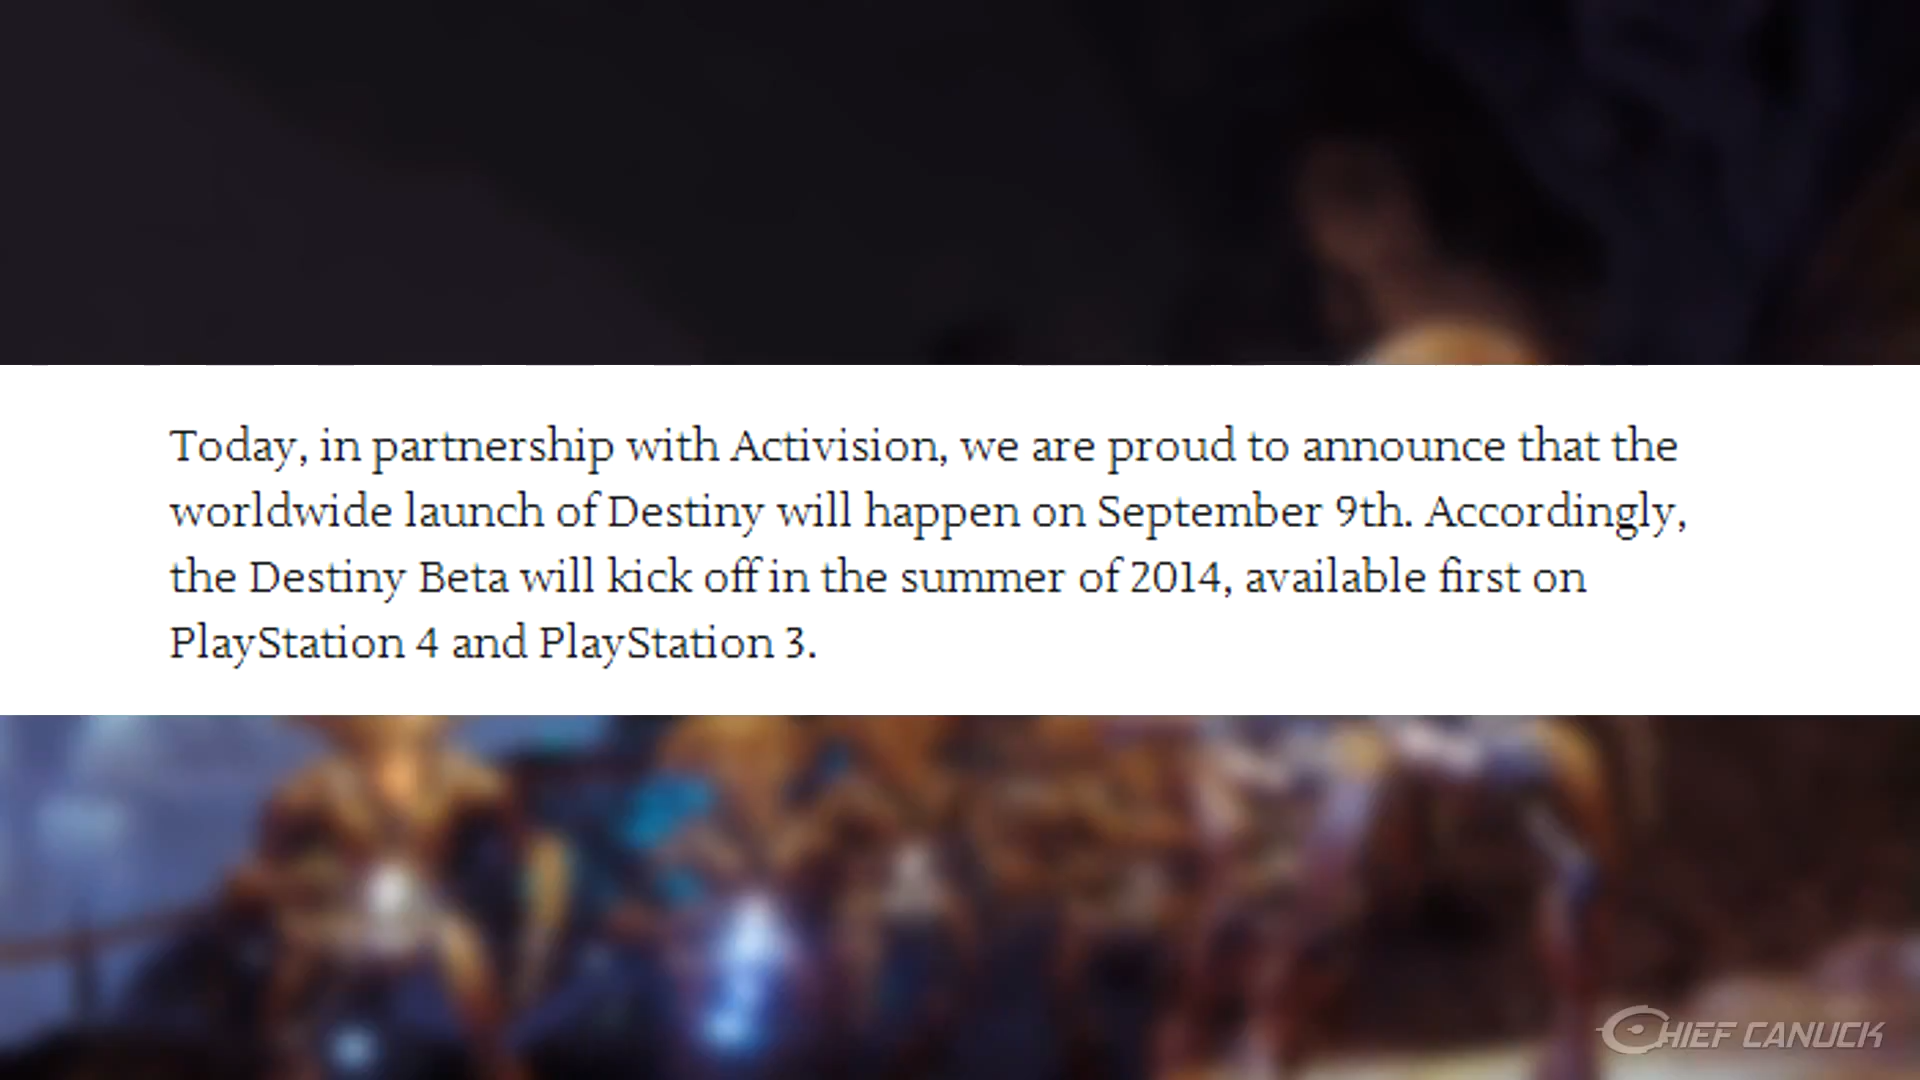 Today, in partnership with Activision, we are proud to announce that the
worldwide launch of Destiny will happen on September 9th. Accordingly,
the Destiny Beta will kick off in the summer of 2014, available first on
PlayStation 4 and PlayStation 3.
CHIEF CANUCK